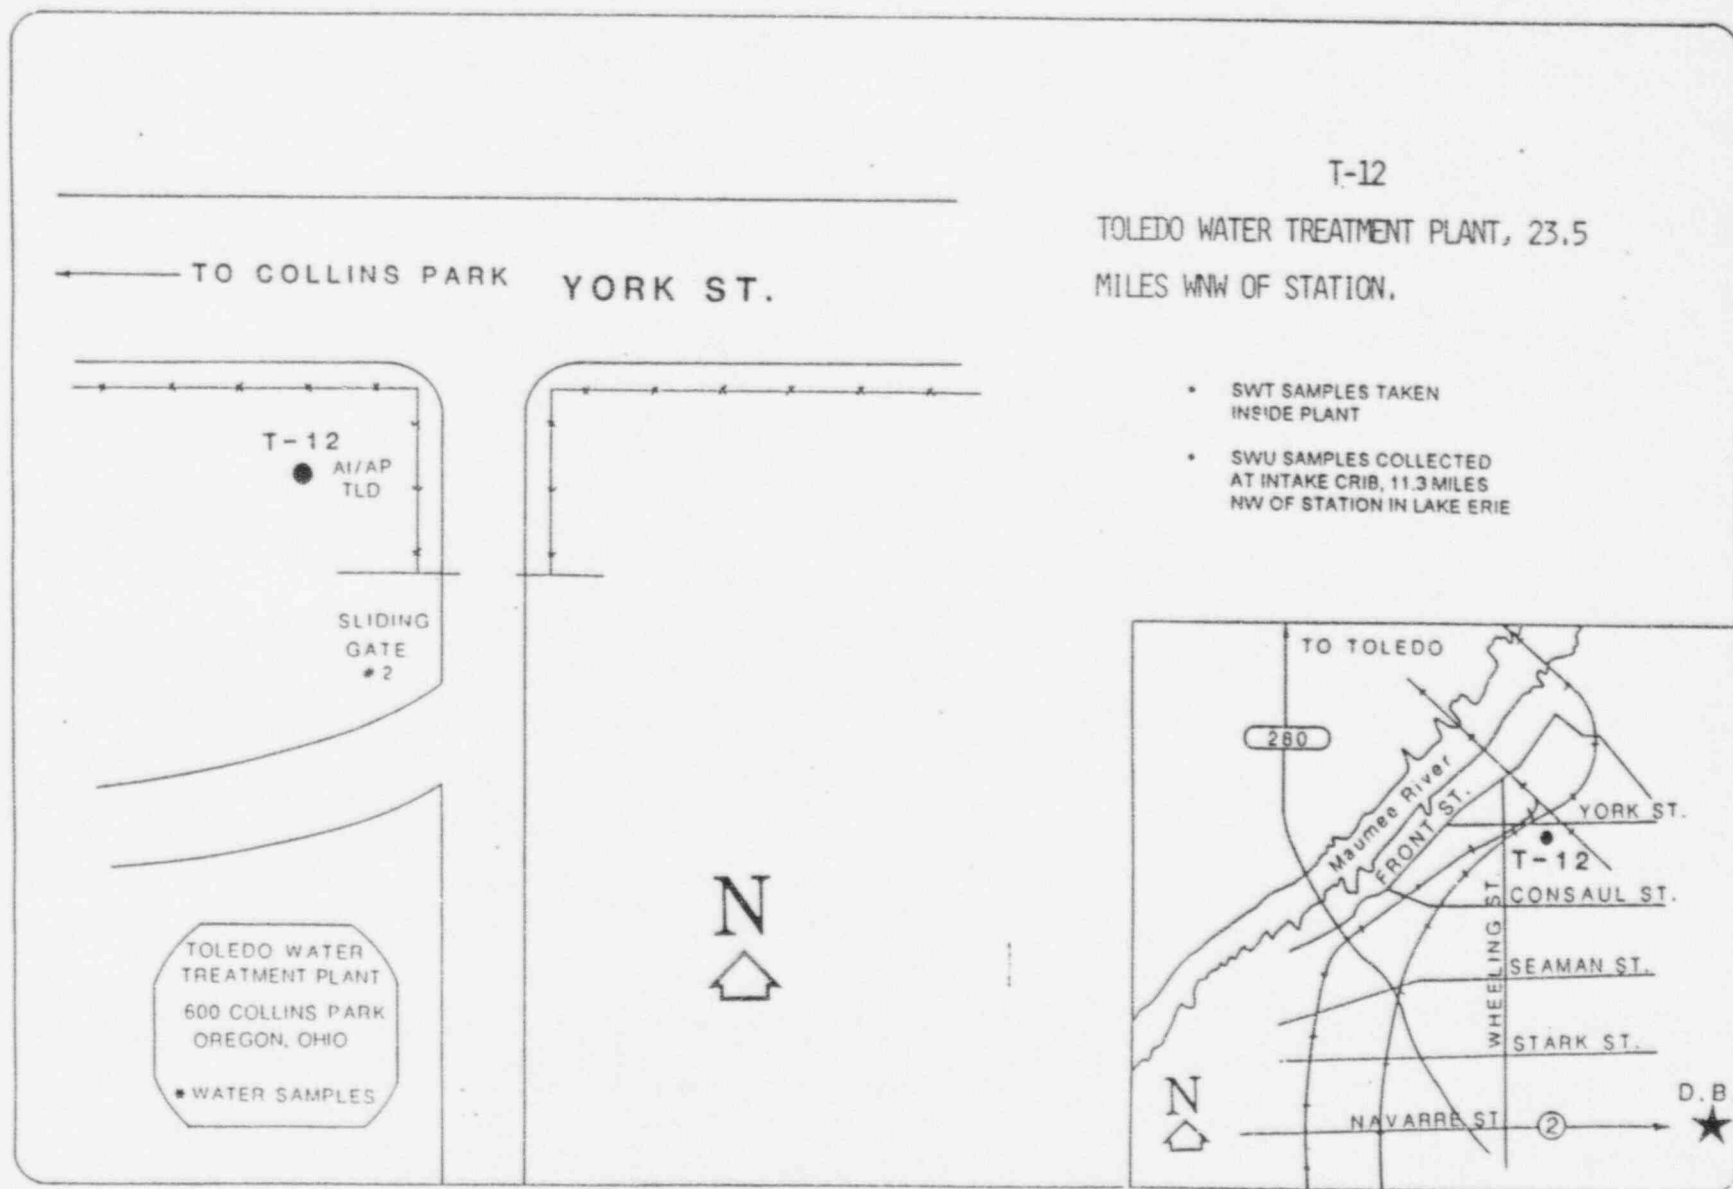 T-12
TOLEDO WATER TREATMENT PLANT, 23.5
MILES WNW OF STATION.
• SWT SAMPLES TAKEN
INSIDE PLANT
• SWU SAMPLES COLLECTED
AT INTAKE CRIB, 11.3 MILES
NW OF STATION IN LAKE ERIE
TO COLLINS PARK
YORK ST.
T-12
AI/AP
TLD
SLIDING
GATE
#2
TOLEDO WATER
TREATMENT PLANT
600 COLLINS PARK
OREGON, OHIO
*WATER SAMPLES
N
TO TOLEDO
280
Maumee River
FRONT ST.
YORK ST.
T-12
CONSAUL ST.
WHEELING ST.
SEAMAN ST.
STARK ST.
N
NAVARRE ST
2
D.B